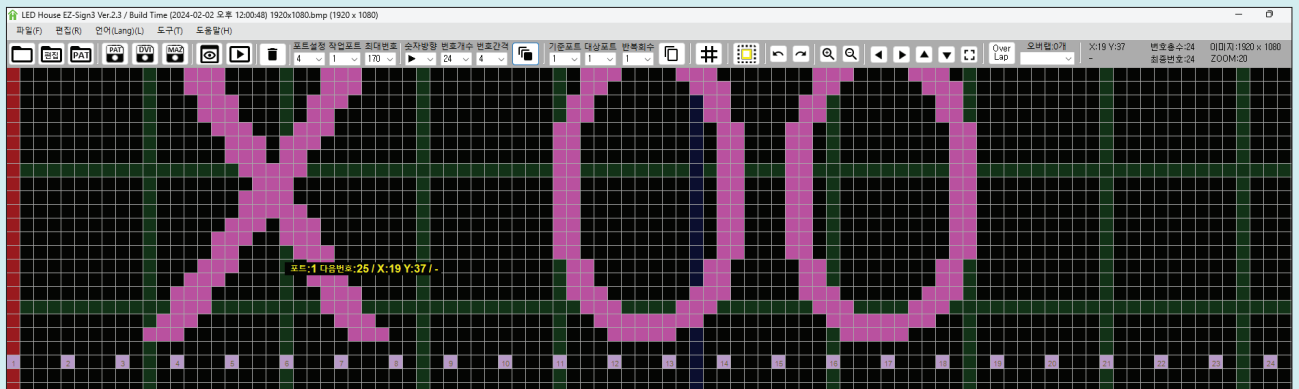 LED House EZ-Sign3 Ver.2.3 / Build Time (2024-02-02 오후 12:00:48) 1920x1080.bmp (1920 x 1080)
파일(F) 편집(R) 언어(Lang)(L) 도구(T) 도움말(H)
편집 PAT PAT DVI MAZ 포트설정 작업포트 최대번호 숫자방향 번호개수 번호간격 기준포트 대상포트 반복회수 Over Lap 오버랩:0개 X:19 Y:37 번호총수:24 이미지:1920 x 1080
4 1 170 ▶ 24 4 1 1 1 - 최종번호:24 ZOOM:20
포트:1 다음번호:25 / X:19 Y:37 / -
1 2 3 4 5 6 7 8 9 10 11 12 13 14 15 16 17 18 19 20 21 22 23 24